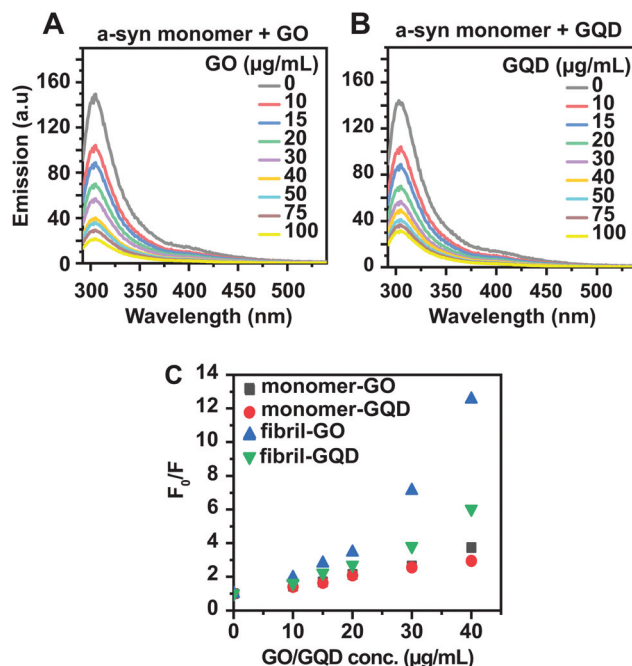 A
a-syn monomer + GO
GO (µg/mL)
0
10
15
20
30
40
50
75
100
160
120
80
40
0
Emission (a.u)
300 350 400 450 500
Wavelength (nm)
B
a-syn monomer + GQD
GQD (µg/mL)
0
10
15
20
30
40
50
75
100
160
120
80
40
0
300 350 400 450 500
Wavelength (nm)
C
monomer-GO
monomer-GQD
fibril-GO
fibril-GQD
14
12
10
8
6
4
2
0
F₀/F
0 10 20 30 40
GO/GQD conc. (µg/mL)